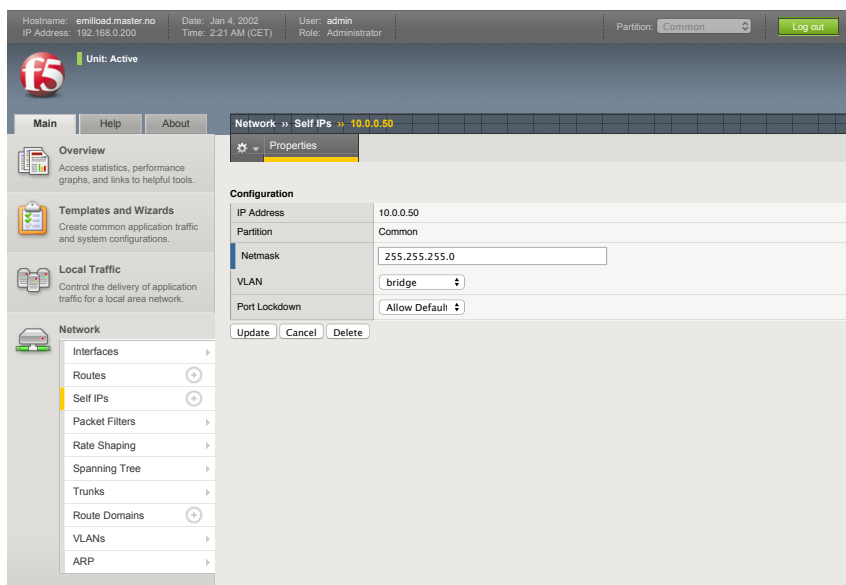 Hostname: emilload.master.no
IP Address: 192.168.0.200
Date: Jan 4, 2002
Time: 2:21 AM (CET)
User: admin
Role: Administrator
Partition: Common
Log out
f5
Unit: Active
Main
Help
About
Network ›› Self IPs ›› 10.0.0.50
Properties
Overview
Access statistics, performance
graphs, and links to helpful tools.
Templates and Wizards
Create common application traffic
and system configurations.
Local Traffic
Control the delivery of application
traffic for a local area network.
Network
Interfaces
Routes
Self IPs
Packet Filters
Rate Shaping
Spanning Tree
Trunks
Route Domains
VLANs
ARP
Configuration
IP Address 10.0.0.50
Partition Common
Netmask 255.255.255.0
VLAN bridge
Port Lockdown Allow Default
Update Cancel Delete